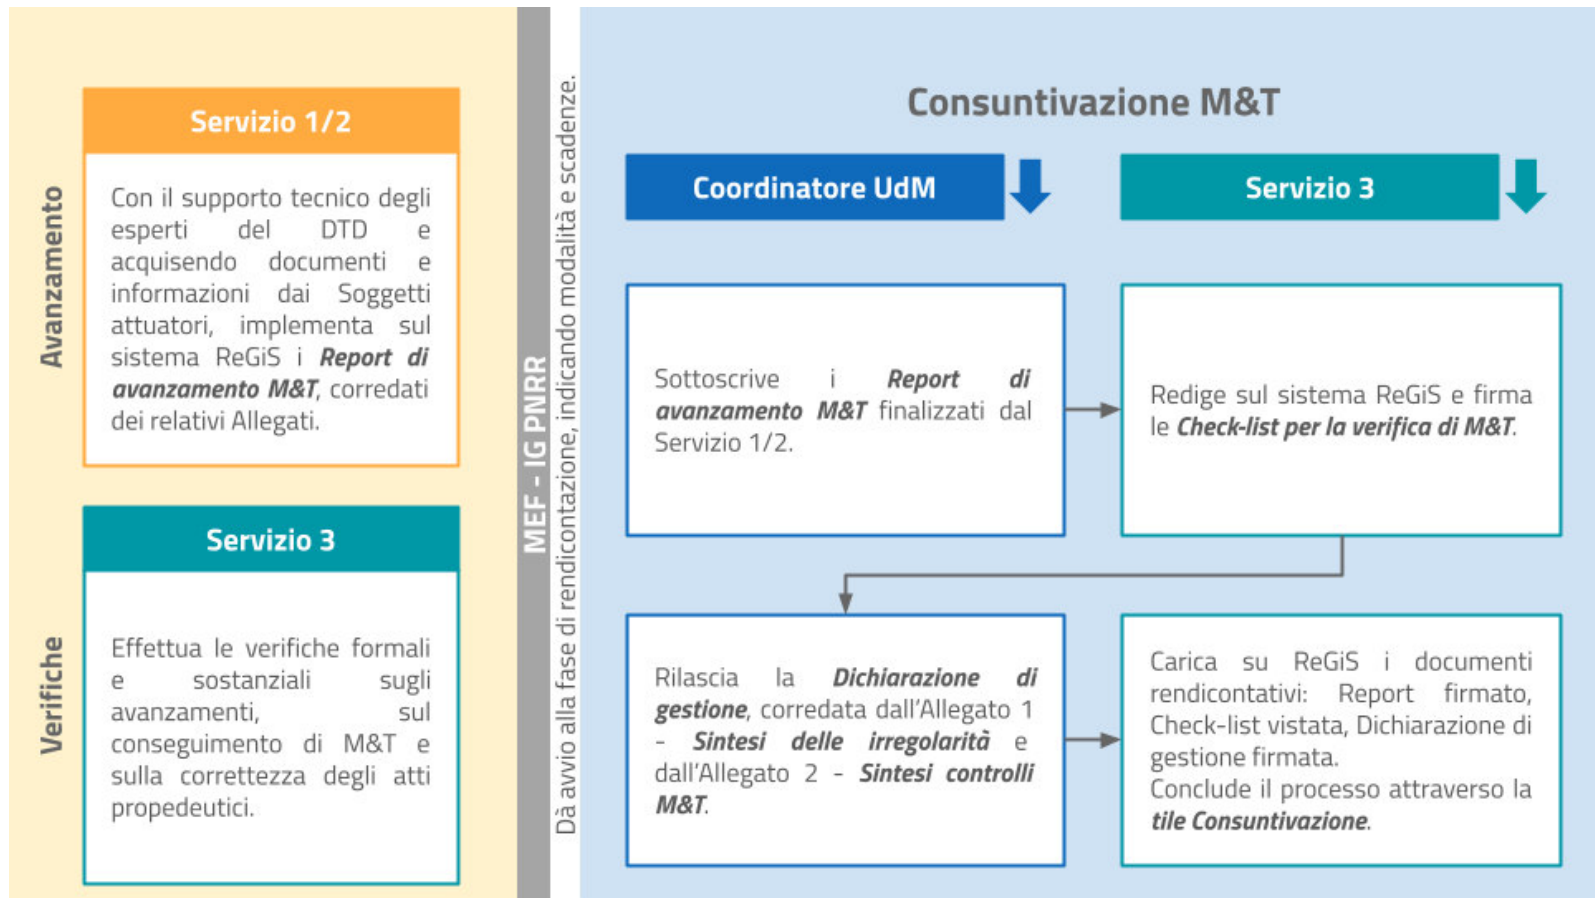 Avanzamento
Servizio 1/2
Con il supporto tecnico degli
esperti del DTD e
acquisendo documenti e
informazioni dai Soggetti
attuatori, implementa sul
sistema ReGiS i Report di
avanzamento M&T, corredati
dei relativi Allegati.
Verifiche
Servizio 3
Effettua le verifiche formali
e sostanziali sugli
avanzamenti, sul
conseguimento di M&T e
sulla correttezza degli atti
propedeutici.
MEF - IG PNRR
Dà avvio alla fase di rendicontazione, indicando modalità e scadenze.
Consuntivazione M&T
Coordinatore UdM
Servizio 3
Sottoscrive i Report di
avanzamento M&T finalizzati dal
Servizio 1/2.
Redige sul sistema ReGiS e firma
le Check-list per la verifica di M&T.
Rilascia la Dichiarazione di
gestione, corredata dall'Allegato 1
- Sintesi delle irregolarità e
dall'Allegato 2 - Sintesi controlli
M&T.
Carica su ReGiS i documenti
rendicontativi: Report firmato,
Check-list vistata, Dichiarazione di
gestione firmata.
Conclude il processo attraverso la
tile Consuntivazione.